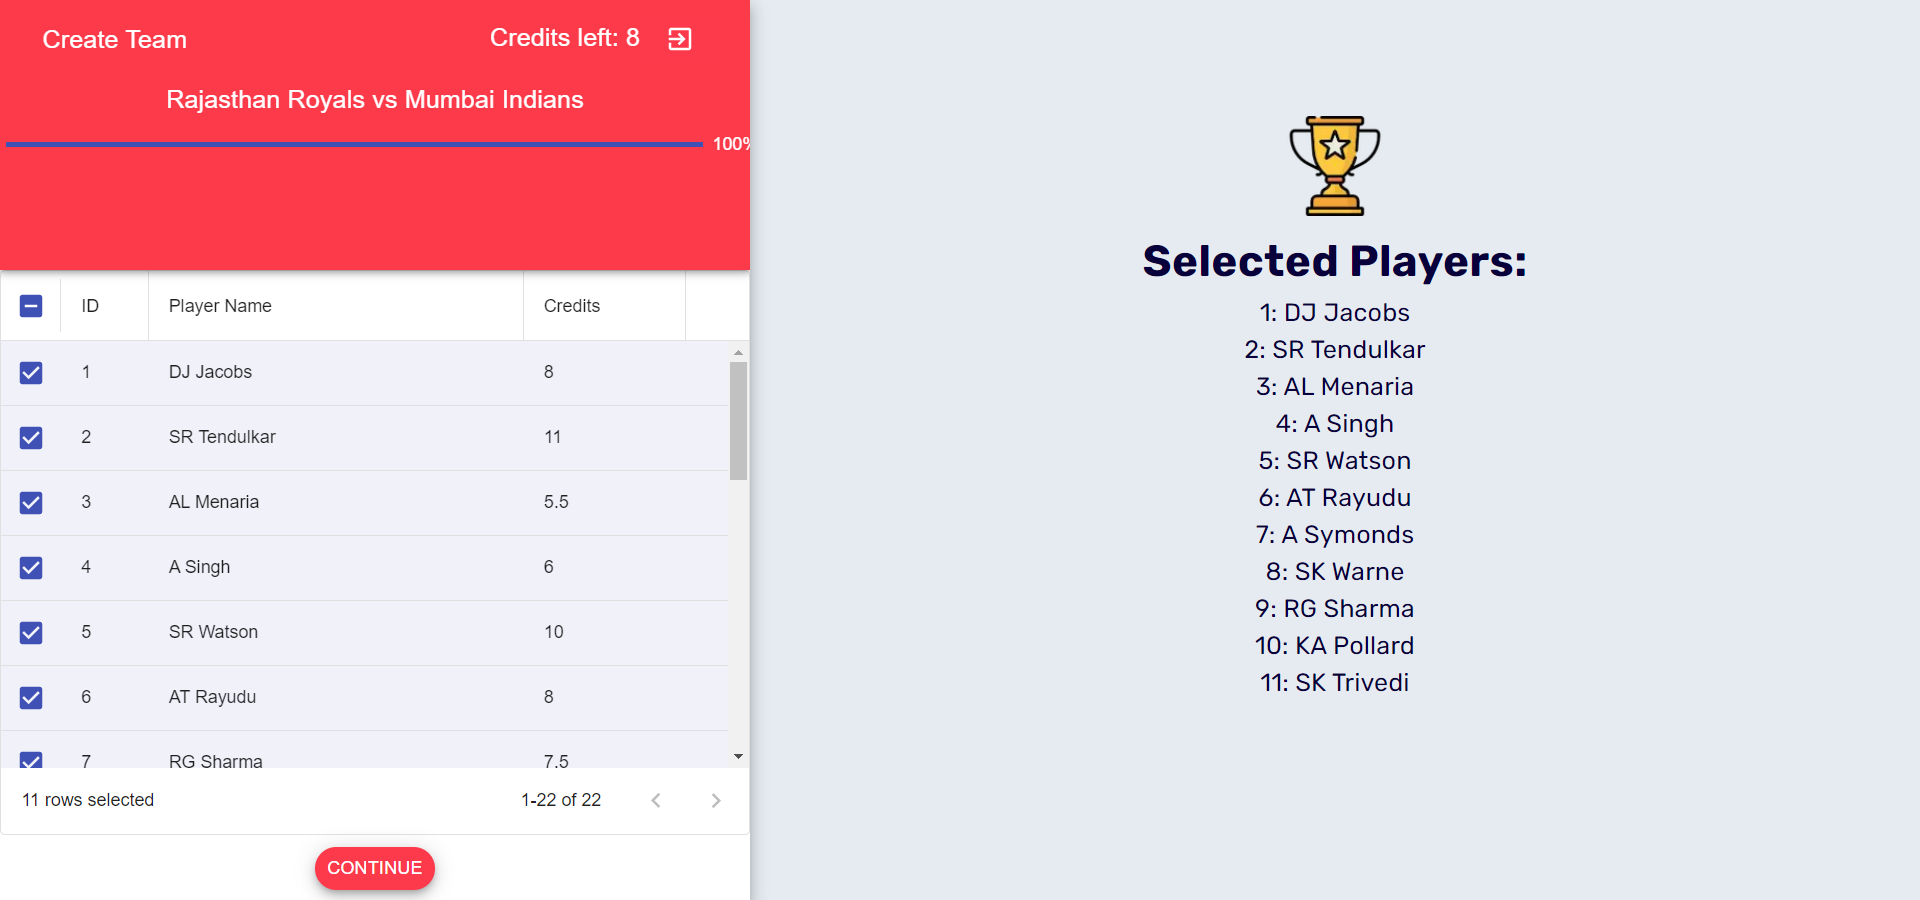 Create Team
Credits left: 8
Rajasthan Royals vs Mumbai Indians
100%
ID Player Name Credits
1 DJ Jacobs 8
2 SR Tendulkar 11
3 AL Menaria 5.5
4 A Singh 6
5 SR Watson 10
6 AT Rayudu 8
7 RG Sharma 7.5
11 rows selected 1-22 of 22
CONTINUE
Selected Players:
1: DJ Jacobs
2: SR Tendulkar
3: AL Menaria
4: A Singh
5: SR Watson
6: AT Rayudu
7: A Symonds
8: SK Warne
9: RG Sharma
10: KA Pollard
11: SK Trivedi